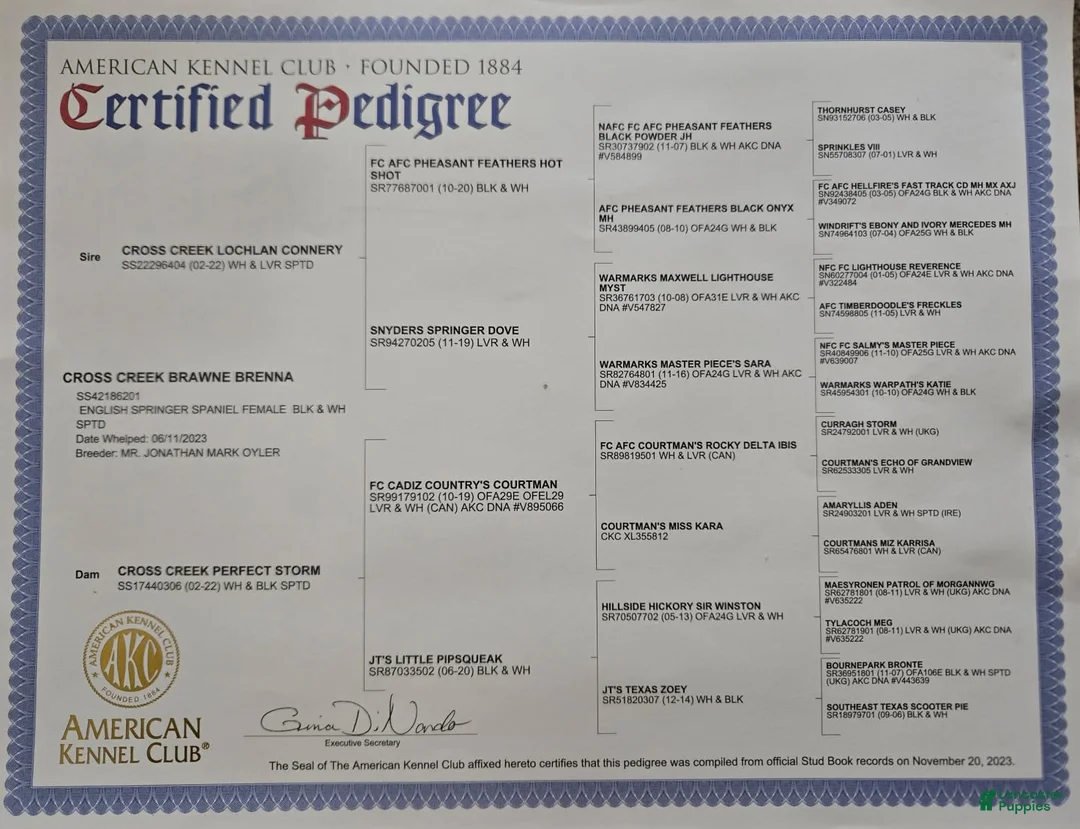 AMERICAN KENNEL CLUB · FOUNDED 1884
Certified Pedigree
Sire
CROSS CREEK LOCHLAN CONNERY
SS22296404 (02-22) WH & LVR SPTD
CROSS CREEK BRAWNE BRENNA
SS42186201
ENGLISH SPRINGER SPANIEL FEMALE BLK & WH
SPTD
Date Whelped: 06/11/2023
Breeder: MR. JONATHAN MARK OYLER
Dam
CROSS CREEK PERFECT STORM
SS17440306 (02-22) WH & BLK SPTD
FC AFC PHEASANT FEATHERS HOT
SHOT
SR77687001 (10-20) BLK & WH
SNYDERS SPRINGER DOVE
SR94270205 (11-19) LVR & WH
FC CADIZ COUNTRY'S COURTMAN
SR99179102 (10-19) OFA29E OFEL29
LVR & WH (CAN) AKC DNA #V895066
JT'S LITTLE PIPSQUEAK
SR87033502 (06-20) BLK & WH
NAFC FC AFC PHEASANT FEATHERS
BLACK POWDER JH
SR30737902 (11-07) BLK & WH AKC DNA
#V584899
AFC PHEASANT FEATHERS BLACK ONYX
MH
SR43899405 (08-10) OFA24G WH & BLK
WARMARKS MAXWELL LIGHTHOUSE
MYST
SR36761703 (10-08) OFA31E LVR & WH AKC
DNA #V547827
WARMARKS MASTER PIECE'S SARA
SR82764801 (11-16) OFA24G LVR & WH AKC
DNA #V834425
FC AFC COURTMAN'S ROCKY DELTA IBIS
SR89819501 WH & LVR (CAN)
COURTMAN'S MISS KARA
CKC XL355812
HILLSIDE HICKORY SIR WINSTON
SR70507702 (05-13) OFA24G LVR & WH
JT'S TEXAS ZOEY
SR51820307 (12-14) WH & BLK
THORNHURST CASEY
SN93152706 (03-05) WH & BLK
SPRINKLES VIII
SN55708307 (07-01) LVR & WH
FC AFC HELLFIRE'S FAST TRACK CD MH MX AXJ
SN92438405 (03-05) OFA24G BLK & WH AKC DNA
#V349072
WINDRIFT'S EBONY AND IVORY MERCEDES MH
SN74964103 (07-04) OFA25G WH & BLK
NFC FC LIGHTHOUSE REVERENCE
SN60277004 (01-05) OFA24E LVR & WH AKC DNA
#V322484
AFC TIMBERDOODLE'S FRECKLES
SN74598805 (11-05) LVR & WH
NFC FC SALMY'S MASTER PIECE
SR40849906 (11-10) OFA25G LVR & WH AKC DNA
#V639007
WARMARKS WARPATH'S KATIE
SR45954301 (10-10) OFA24G WH & BLK
CURRAGH STORM
SR24792001 LVR & WH (UKG)
COURTMAN'S ECHO OF GRANDVIEW
SR62533305 LVR & WH
AMARYLLIS ADEN
SR24903201 LVR & WH SPTD (IRE)
COURTMANS MIZ KARRISA
SR65476801 WH & LVR (CAN)
MAESYRONEN PATROL OF MORGANNWG
SR62781801 (08-11) LVR & WH (UKG) AKC DNA
#V635222
TYLACOCH MEG
SR62781901 (08-11) LVR & WH (UKG) AKC DNA
#V635222
BOURNEPARK BRONTE
SR36951801 (11-07) OFA106E BLK & WH SPTD
(UKG) AKC DNA #V443639
SOUTHEAST TEXAS SCOOTER PIE
SR18979701 (09-06) BLK & WH
AMERICAN KENNEL CLUB
AKC
FOUNDED 1884
AMERICAN
KENNEL CLUB®
Gina DiNardo
Executive Secretary
The Seal of The American Kennel Club affixed hereto certifies that this pedigree was compiled from official Stud Book records on November 20, 2023.
Lancaster
Puppies